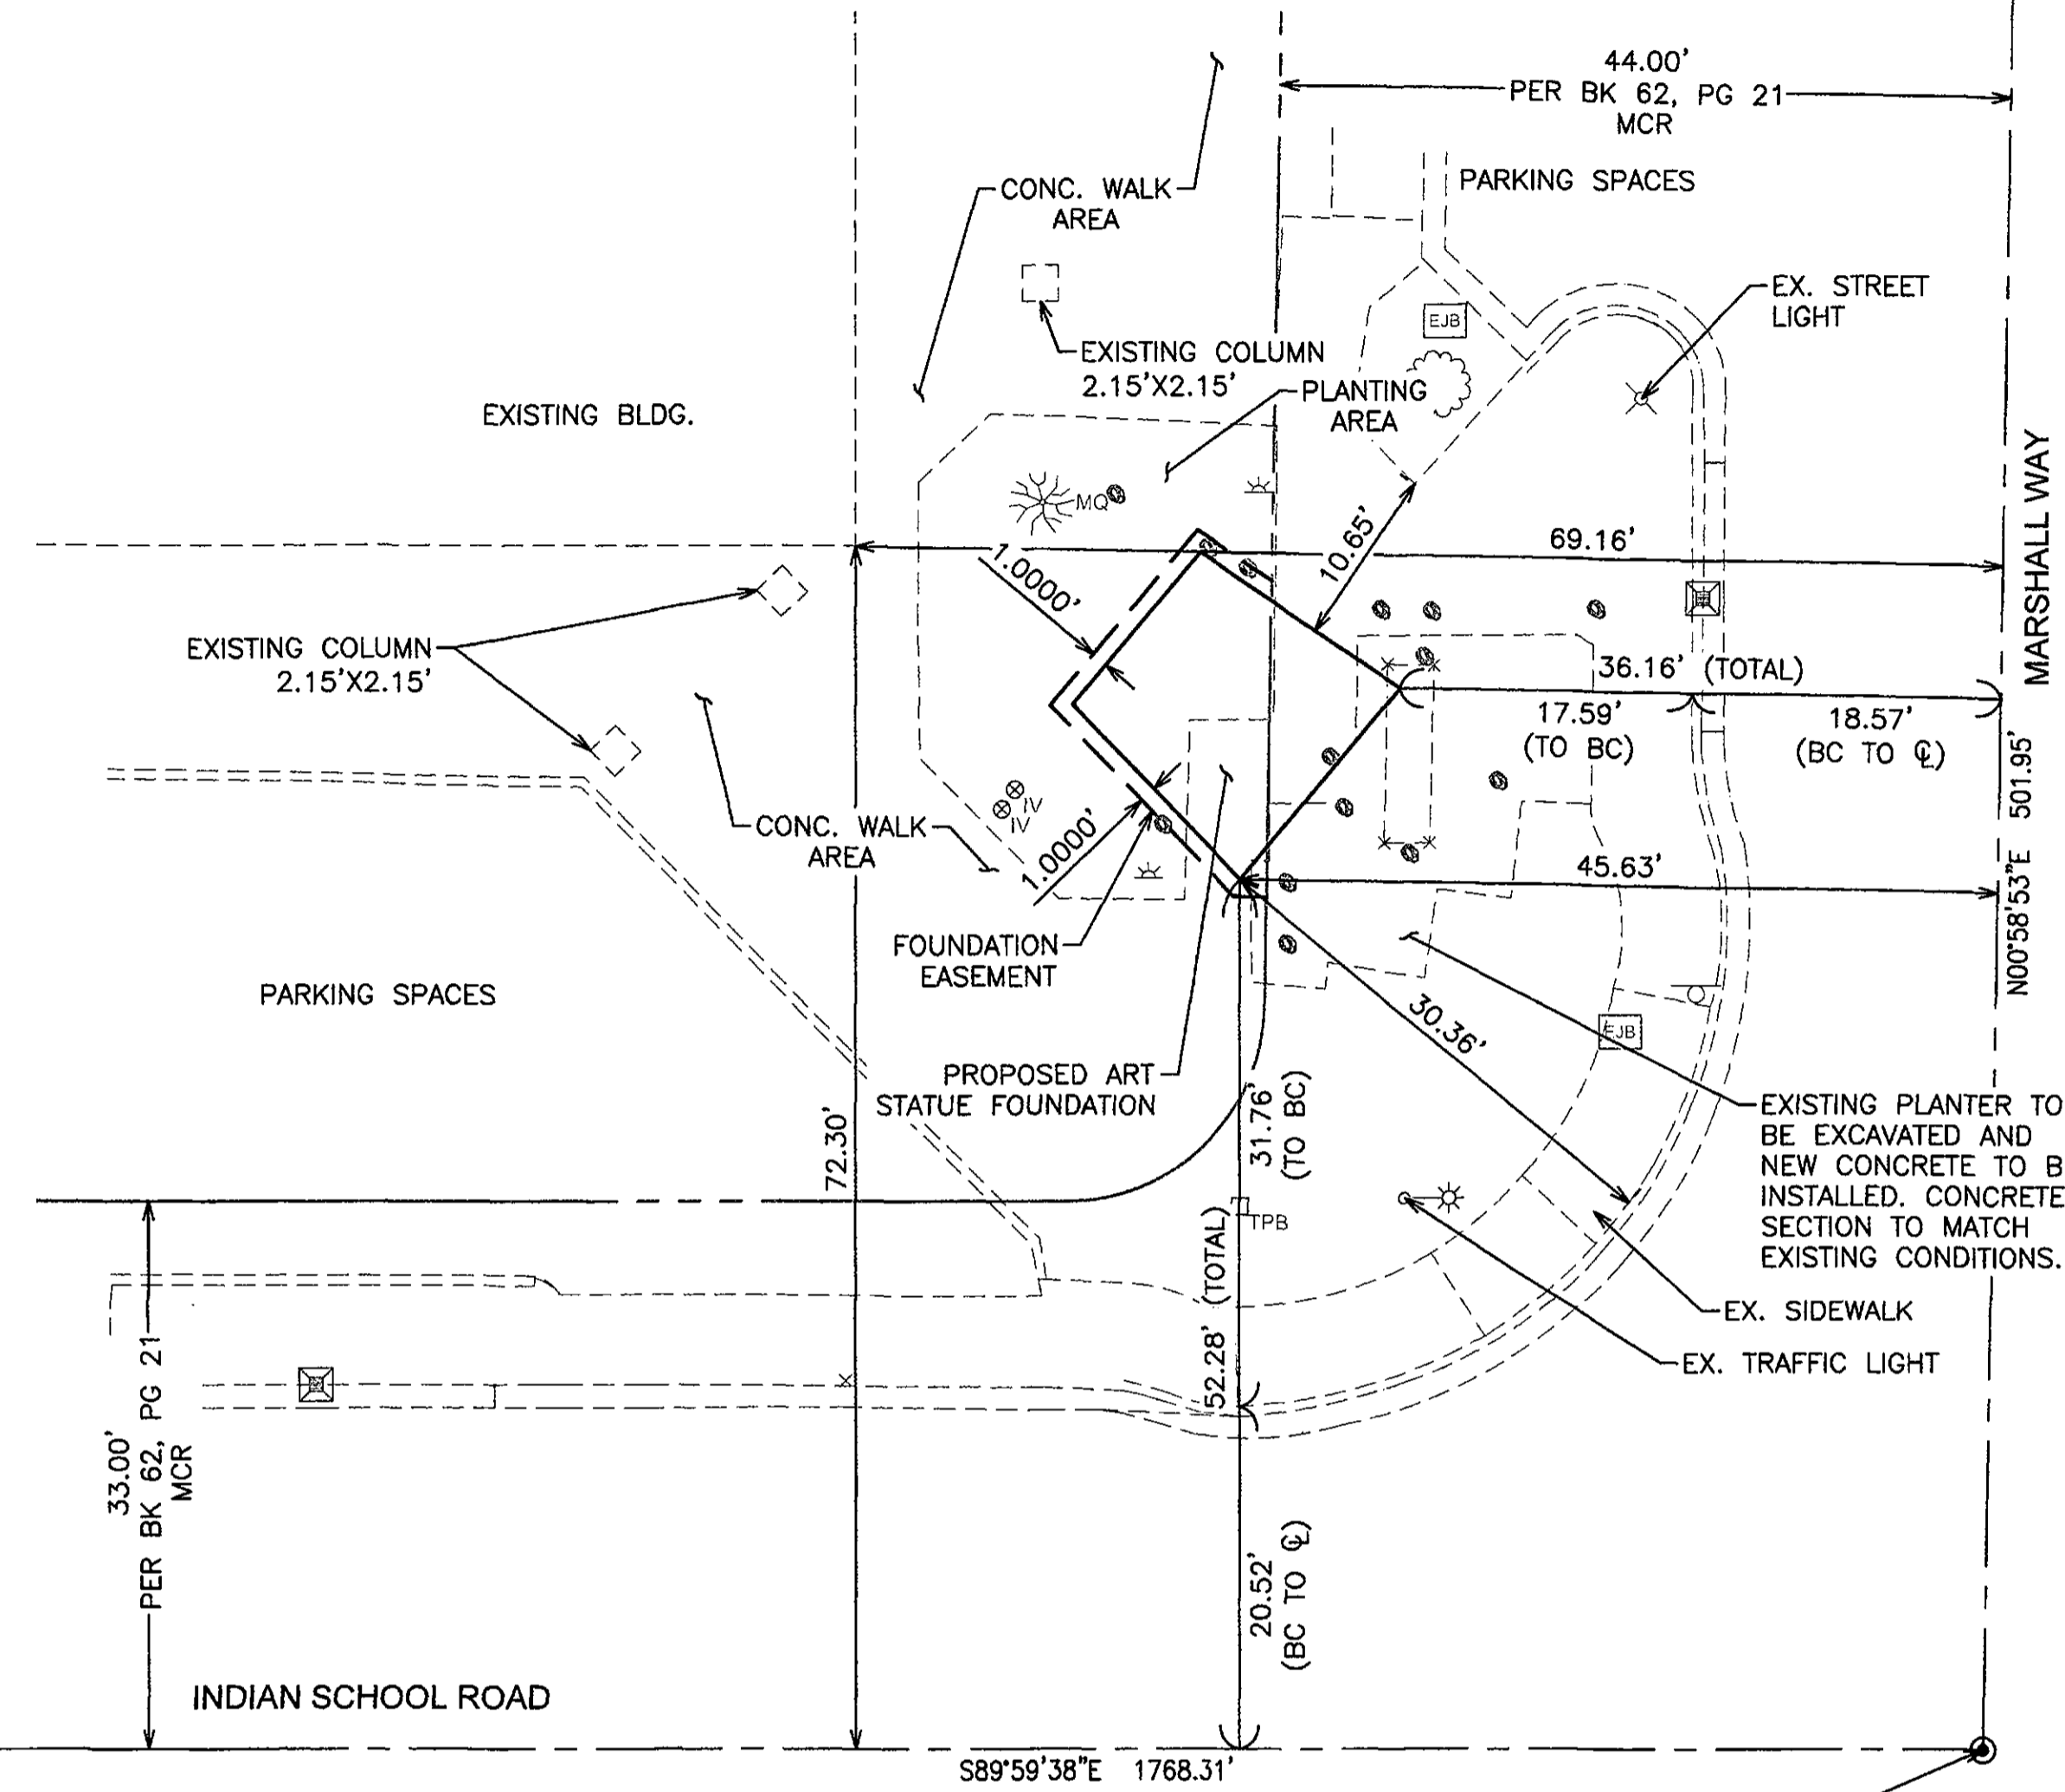 44.00'
PER BK 62, PG 21
MCR
PARKING SPACES
CONC. WALK
AREA
EX. STREET
LIGHT
EJB
EXISTING COLUMN
2.15'X2.15'
PLANTING
AREA
EXISTING BLDG.
MQ
MARSHALL WAY
1.0000'
10.65'
69.16'
EXISTING COLUMN
2.15'X2.15'
36.16' (TOTAL)
17.59'
(TO BC)
18.57'
(BC TO ℄)
N00°58'53"E 501.95'
IV
IV
CONC. WALK
AREA
1.0000'
45.63'
FOUNDATION
EASEMENT
PARKING SPACES
30.36'
EJB
PROPOSED ART
STATUE FOUNDATION
31.76'
(TO BC)
72.30'
EXISTING PLANTER TO
BE EXCAVATED AND
NEW CONCRETE TO B
INSTALLED. CONCRETE
SECTION TO MATCH
EXISTING CONDITIONS.
TPB
52.28' (TOTAL)
EX. SIDEWALK
EX. TRAFFIC LIGHT
33.00'
PER BK 62, PG 21
MCR
20.52'
(BC TO ℄)
INDIAN SCHOOL ROAD
S89°59'38"E 1768.31'